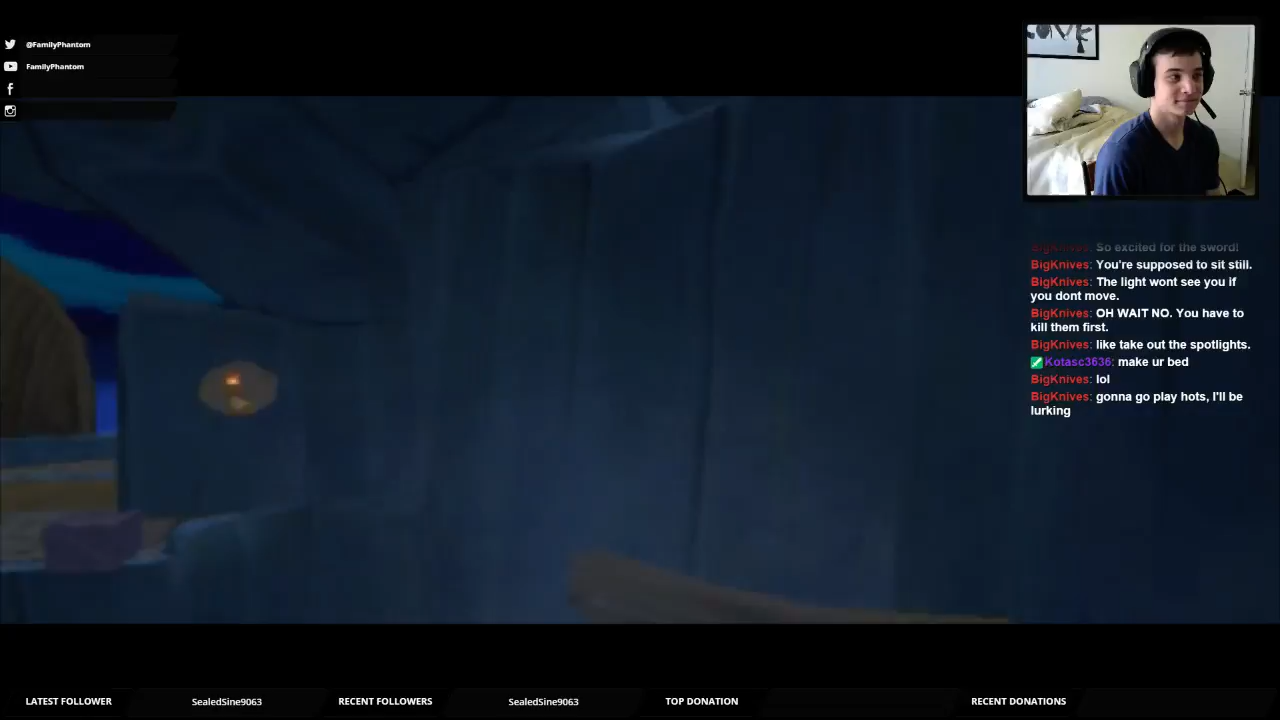 @FamilyPhantom
FamilyPhantom
BigKnives: So excited for the sword!
BigKnives: You're supposed to sit still.
BigKnives: The light wont see you if
you dont move.
BigKnives: OH WAIT NO. You have to
kill them first.
BigKnives: like take out the spotlights.
Kotasc3636: make ur bed
BigKnives: lol
BigKnives: gonna go play hots, I'll be
lurking
LATEST FOLLOWER
SealedSine9063
RECENT FOLLOWERS
SealedSine9063
TOP DONATION
RECENT DONATIONS